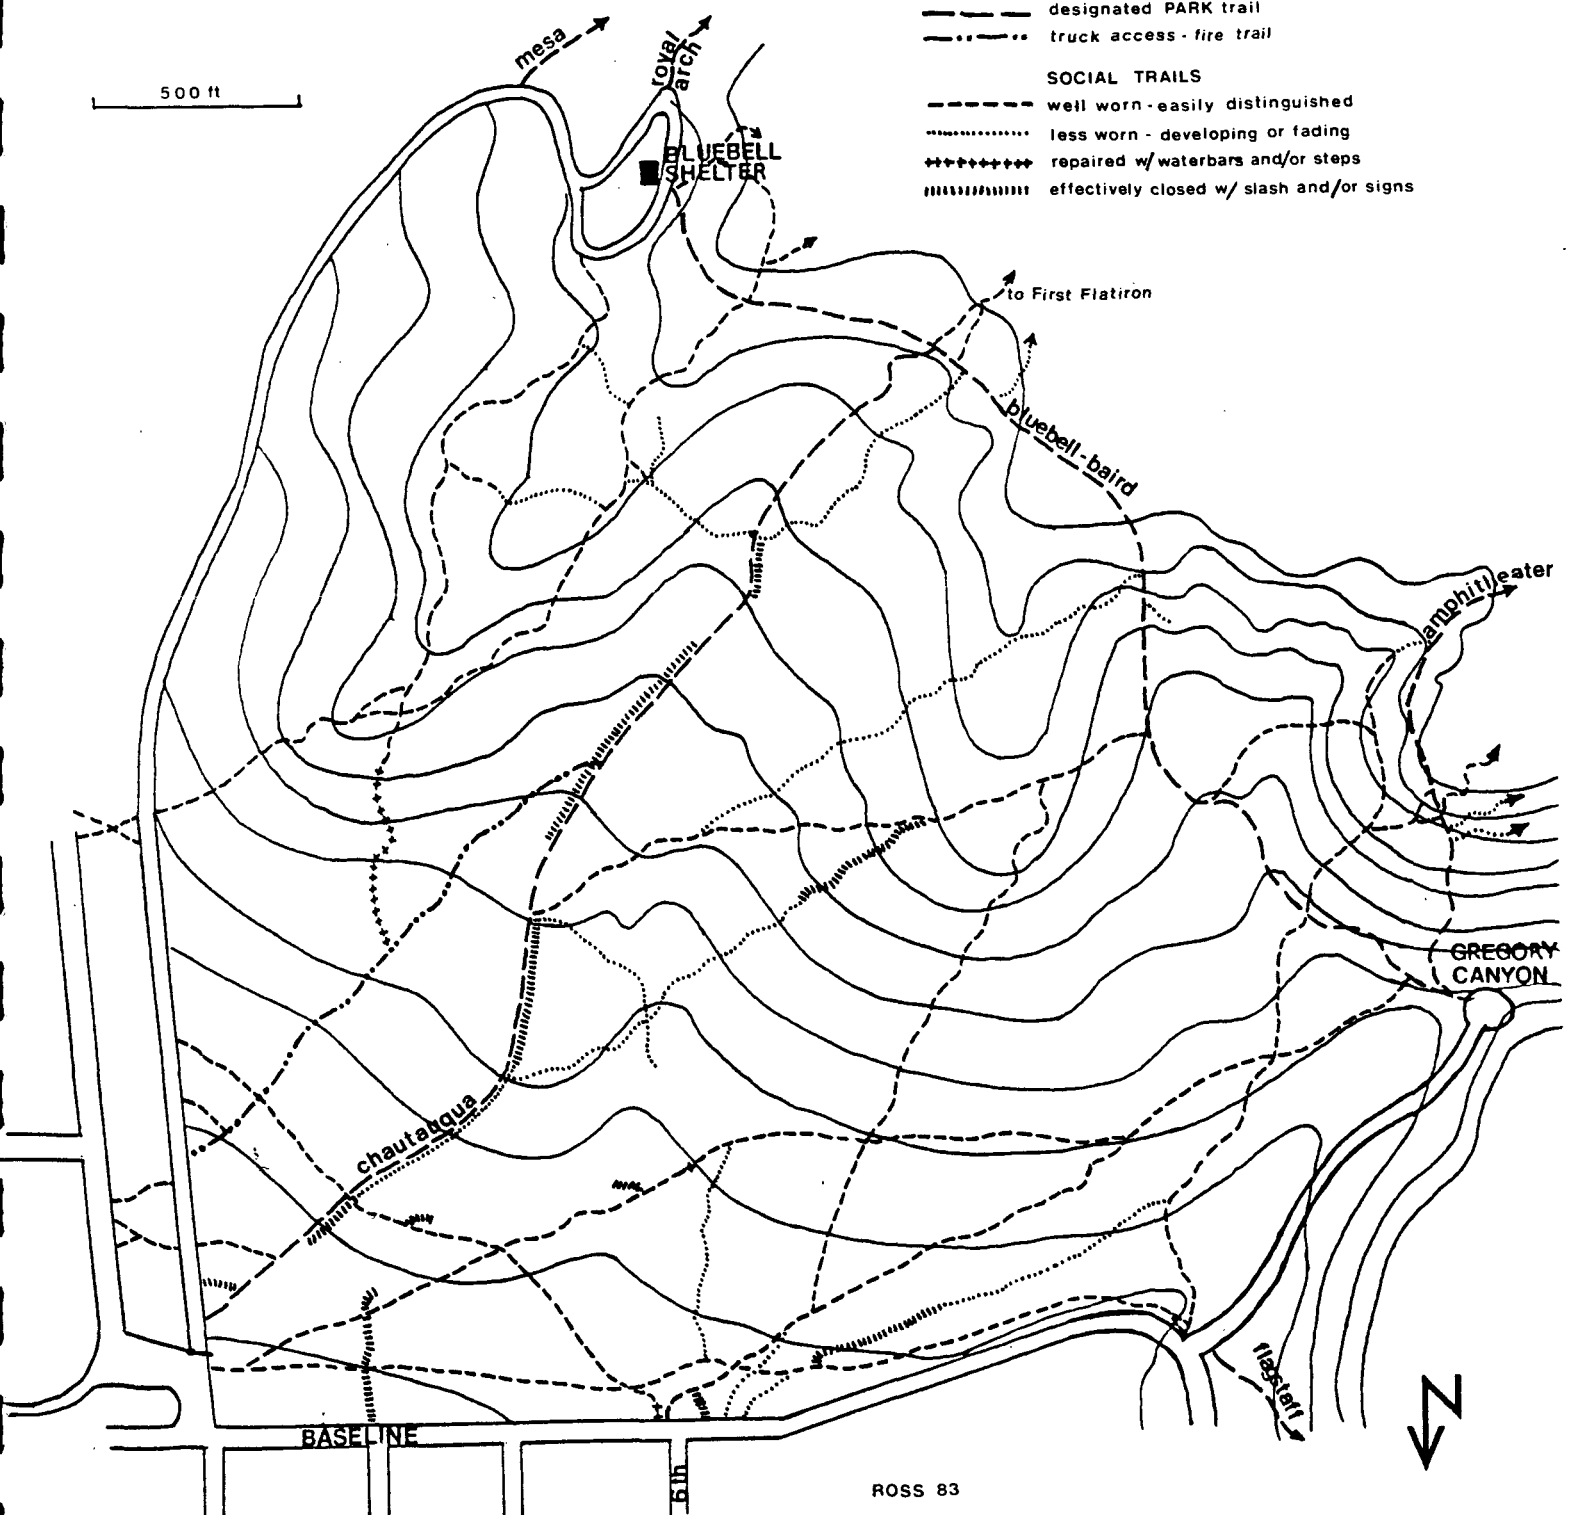 designated PARK trail
truck access - fire trail
SOCIAL TRAILS
well worn - easily distinguished
less worn - developing or fading
repaired w/ waterbars and/or steps
effectively closed w/ slash and/or signs
500 ft
mesa
royal
arch
BLUEBELL
SHELTER
to First Flatiron
bluebell-baird
amphitheater
GREGORY
CANYON
chautauqua
flagstaff
BASELINE
6th
N
ROSS 83